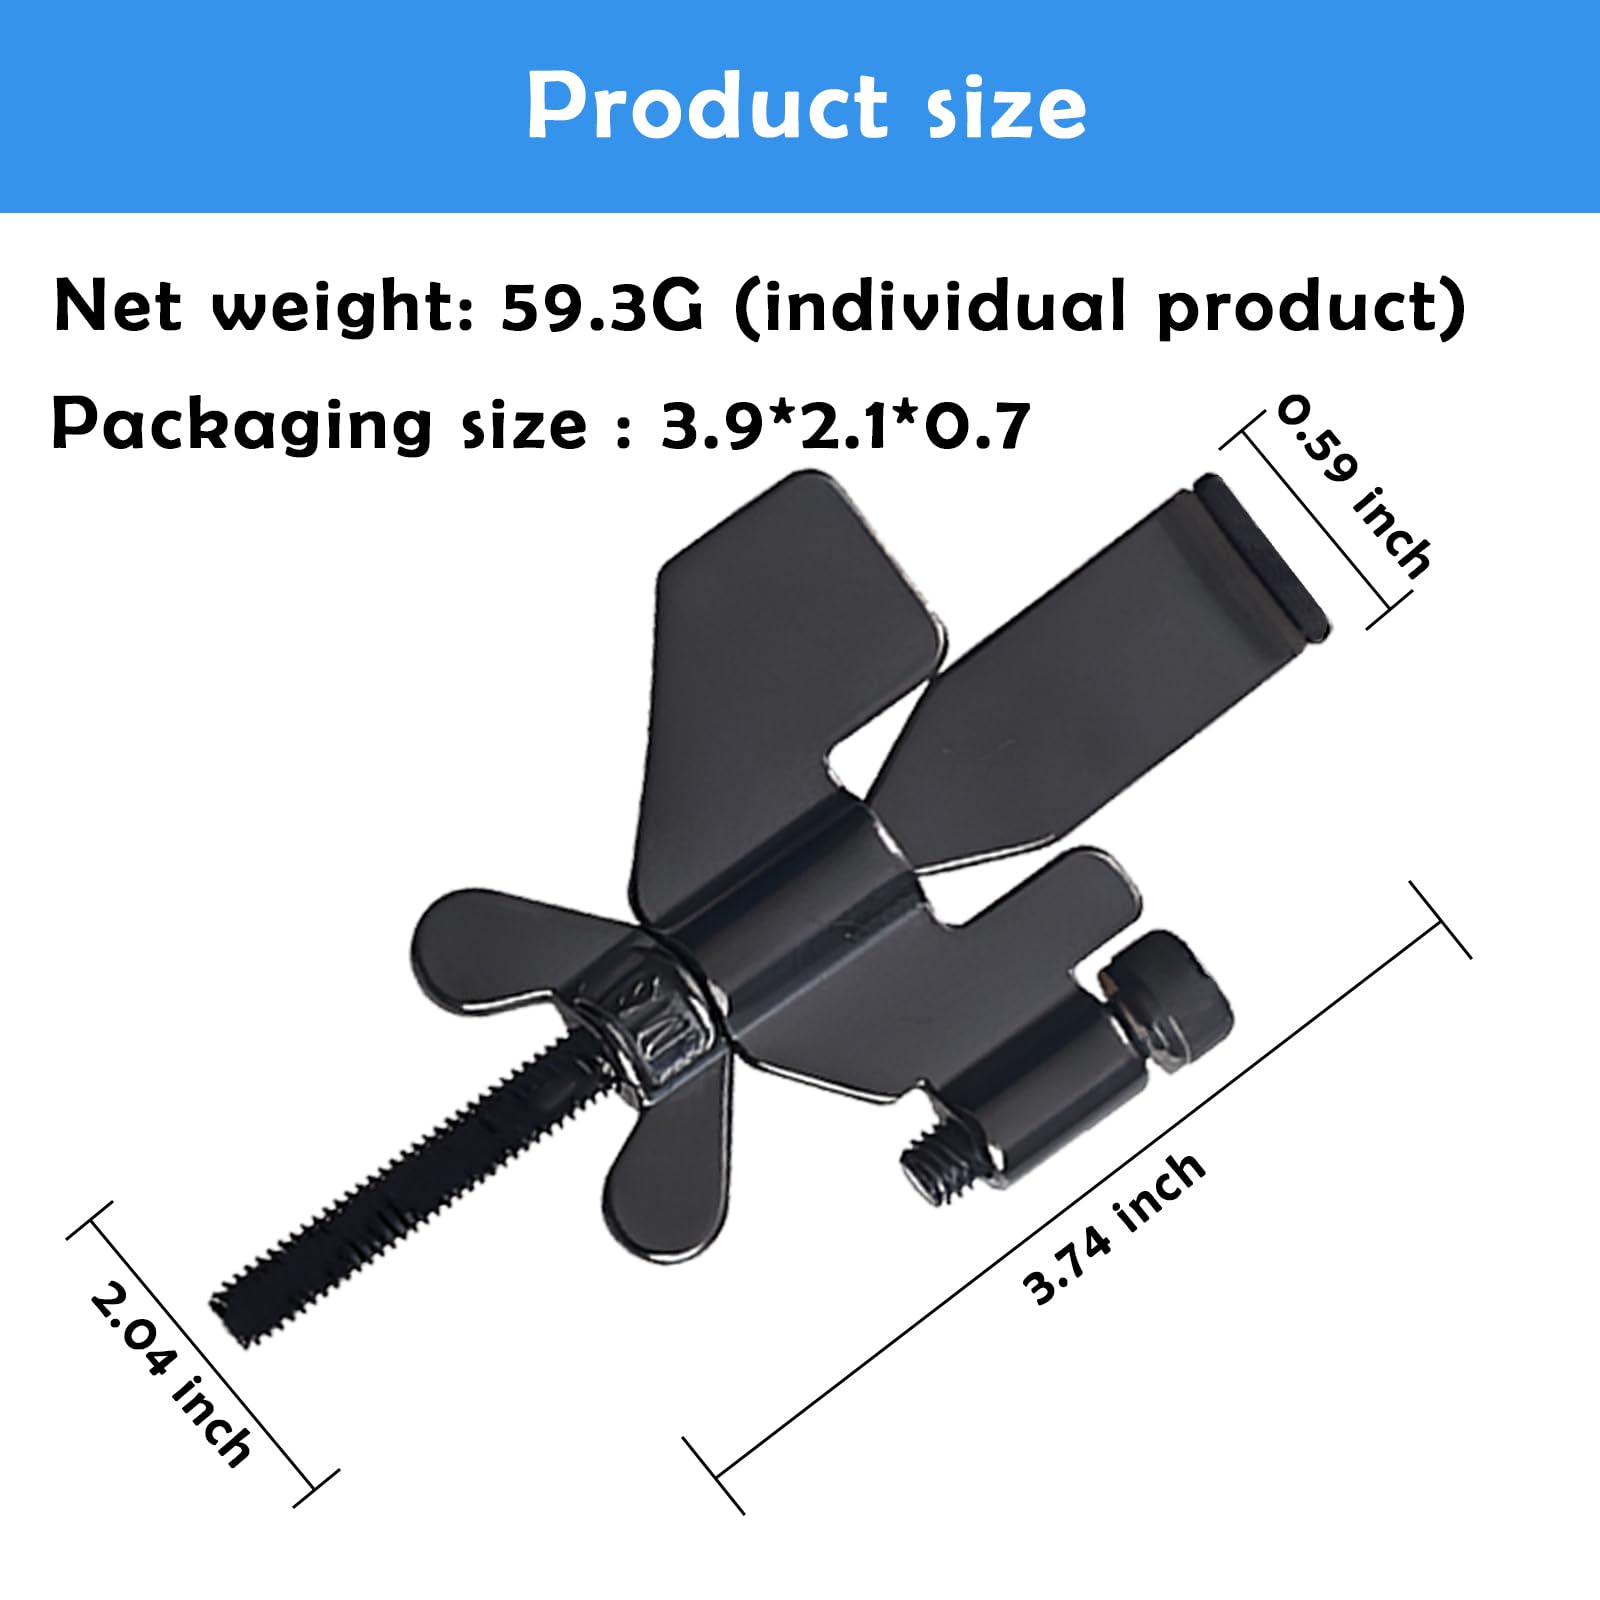 Product size
Net weight: 59.3G (individual product)
Packaging size : 3.9*2.1*0.7
0.59 inch
3.74 inch
2.04 inch